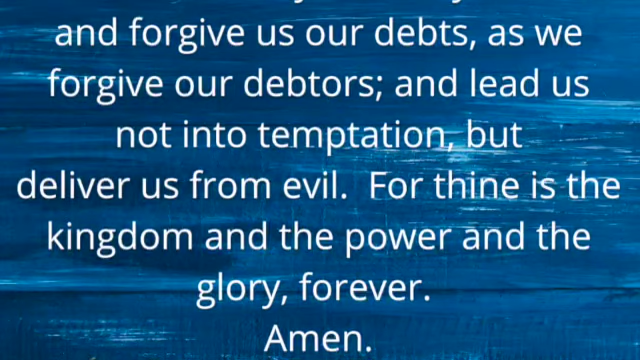 and forgive us our debts, as we
forgive our debtors; and lead us
not into temptation, but
deliver us from evil.  For thine is the
kingdom and the power and the
glory, forever.
Amen.